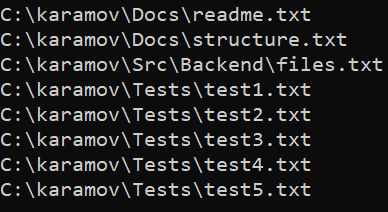 C:\karamov\Docs\readme.txt
C:\karamov\Docs\structure.txt
C:\karamov\Src\Backend\files.txt
C:\karamov\Tests\test1.txt
C:\karamov\Tests\test2.txt
C:\karamov\Tests\test3.txt
C:\karamov\Tests\test4.txt
C:\karamov\Tests\test5.txt